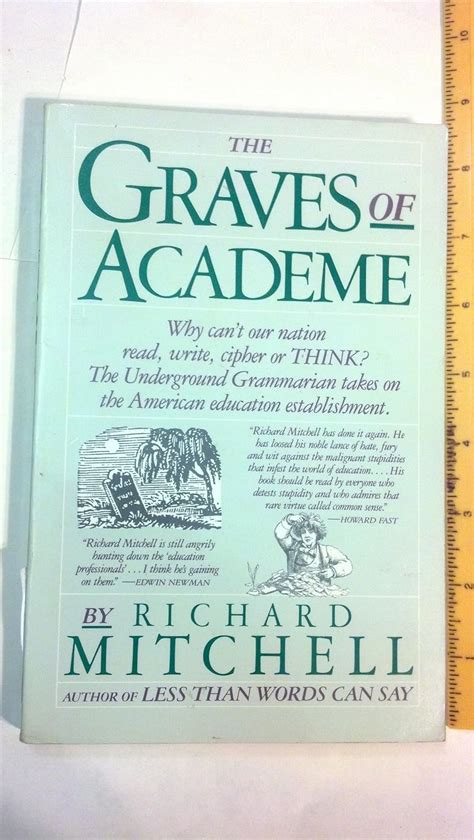 THE
GRAVES OF
ACADEME
Why can't our nation
read, write, cipher or THINK?
The Underground Grammarian takes on
the American education establishment.
"Richard Mitchell has done it again. He
has loosed his noble lance of hate, fury
and wit against the malignant stupidities
that infest the world of education. . . . His
book should be read by everyone who
detests stupidity and who admires that
rare virtue called common sense."
—HOWARD FAST
"Richard Mitchell is still angrily
hunting down the 'education
professionals' . . . I think he's gaining
on them." —EDWIN NEWMAN
BY RICHARD
MITCHELL
AUTHOR OF LESS THAN WORDS CAN SAY